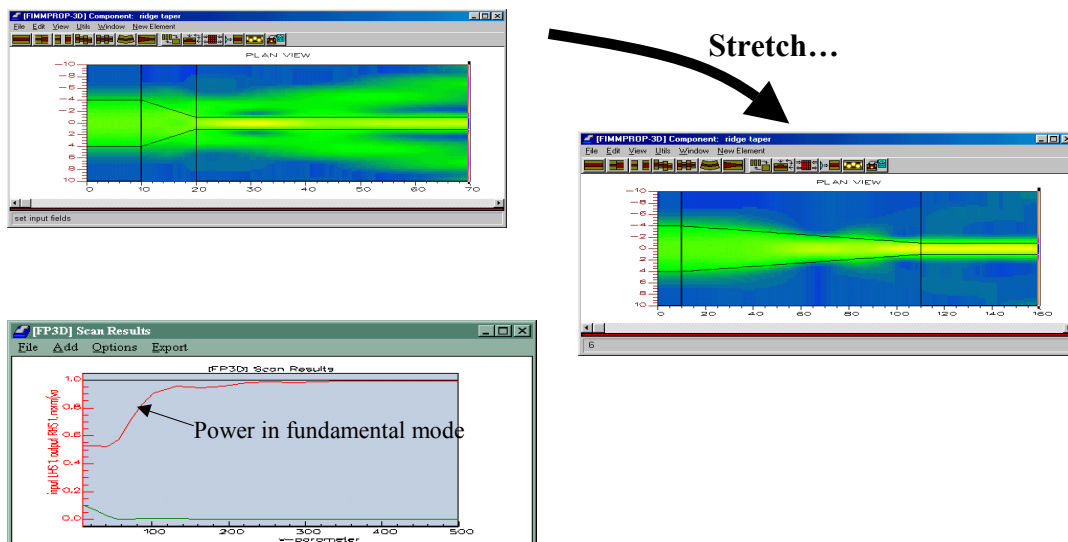 [FIMMPROP-3D] Component: ridge taper
File Edit View Utils Window New Element
PLAN VIEW
-10
-8
-6
-4
-2
0
2
4
6
8
10
0 10 20 30 40 50 60 70
set input fields
Stretch…
[FIMMPROP-3D] Component: ridge taper
File Edit View Utils Window New Element
PLAN VIEW
-10
-8
-6
-4
-2
0
2
4
6
8
10
0 20 40 60 80 100 120 140 160
6
[FP3D] Scan Results
File Add Options Export
[FP3D] Scan Results
1.0
0.8
0.6
0.4
0.2
0.0
Power in fundamental mode
100 200 300 400 500